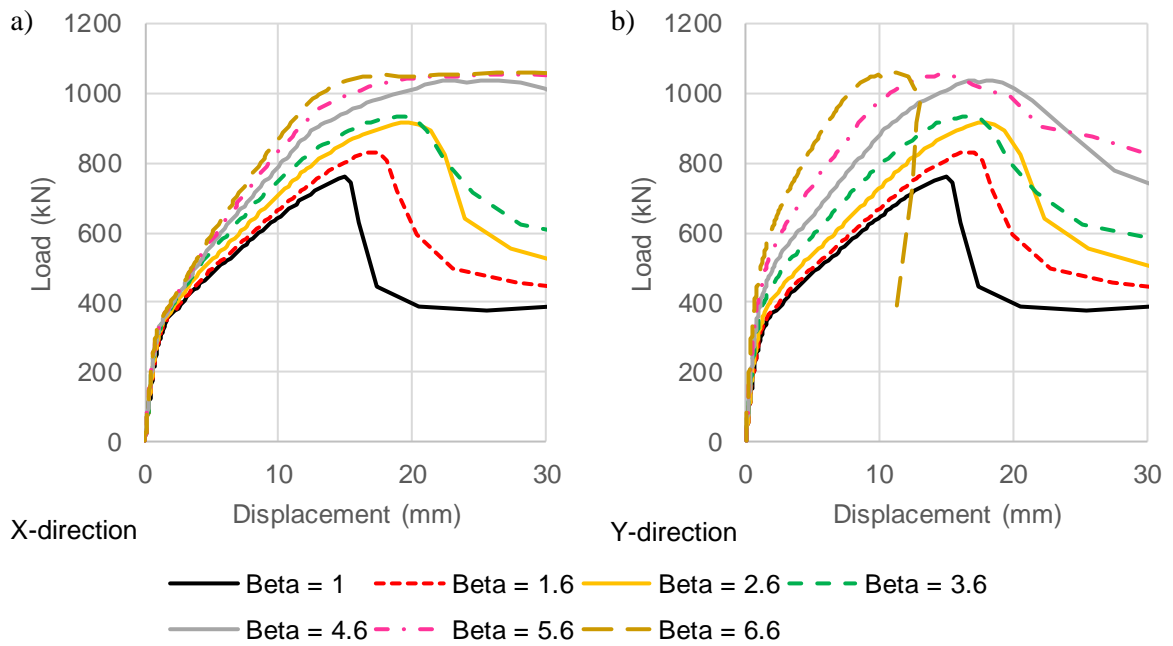 a)
1200
1000
800
600
400
200
0
Load (kN)
0 10 20 30
Displacement (mm)
X-direction
b)
1200
1000
800
600
400
200
0
Load (kN)
0 10 20 30
Displacement (mm)
Y-direction
Beta = 1 Beta = 1.6 Beta = 2.6 Beta = 3.6
Beta = 4.6 Beta = 5.6 Beta = 6.6